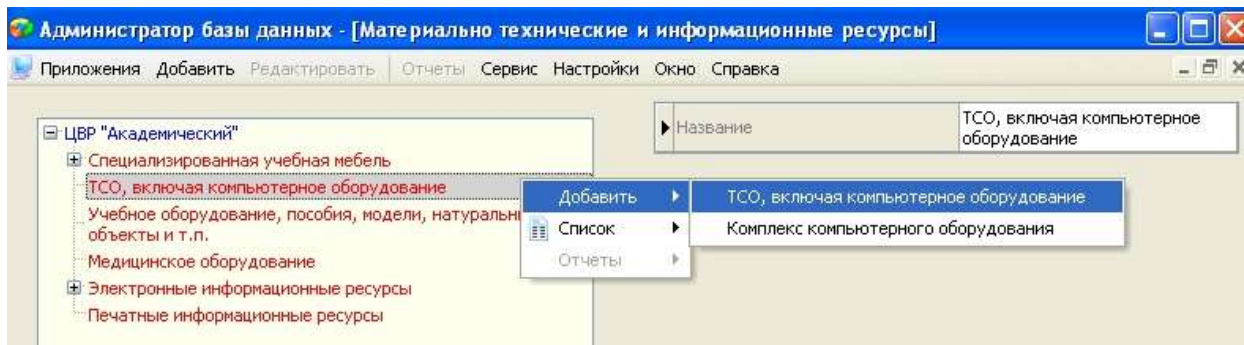 Администратор базы данных - [Материально технические и информационные ресурсы]
Приложения Добавить Редактировать Отчеты Сервис Настройки Окно Справка
ЦВР "Академический"
Специализированная учебная мебель
ТСО, включая компьютерное оборудование
Учебное оборудование, пособия, модели,
объекты и т.п.
Медицинское оборудование
Электронные информационные ресурсы
Печатные информационные ресурсы
Добавить
Список
Отчеты
ТСО, включая компьютерное оборудование
Комплекс компьютерного оборудования
Название
ТСО, включая компьютерное
оборудование